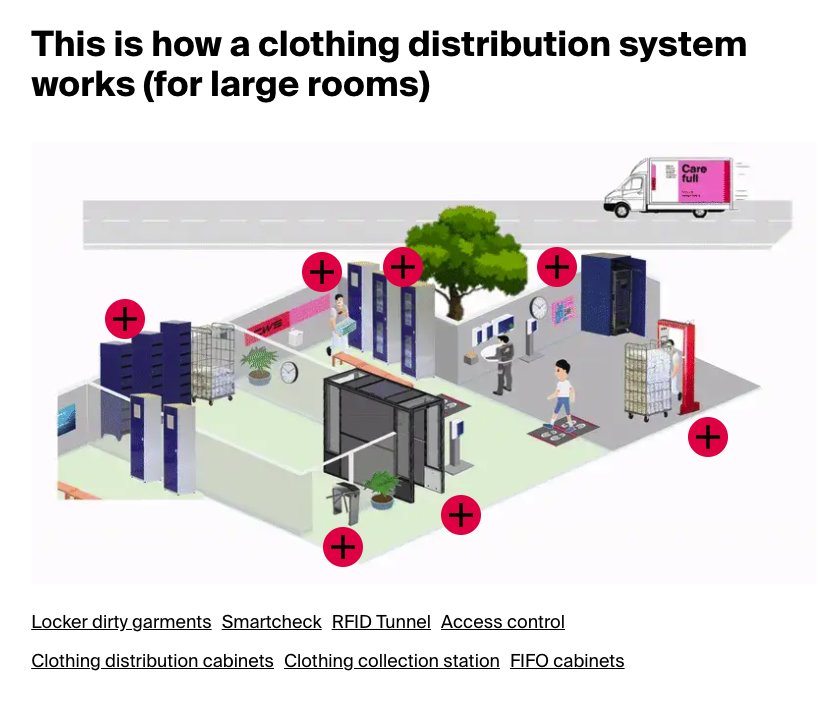 This is how a clothing distribution system
works (for large rooms)
Care
full
CWS
Locker dirty garments Smartcheck RFID Tunnel Access control
Clothing distribution cabinets Clothing collection station FIFO cabinets